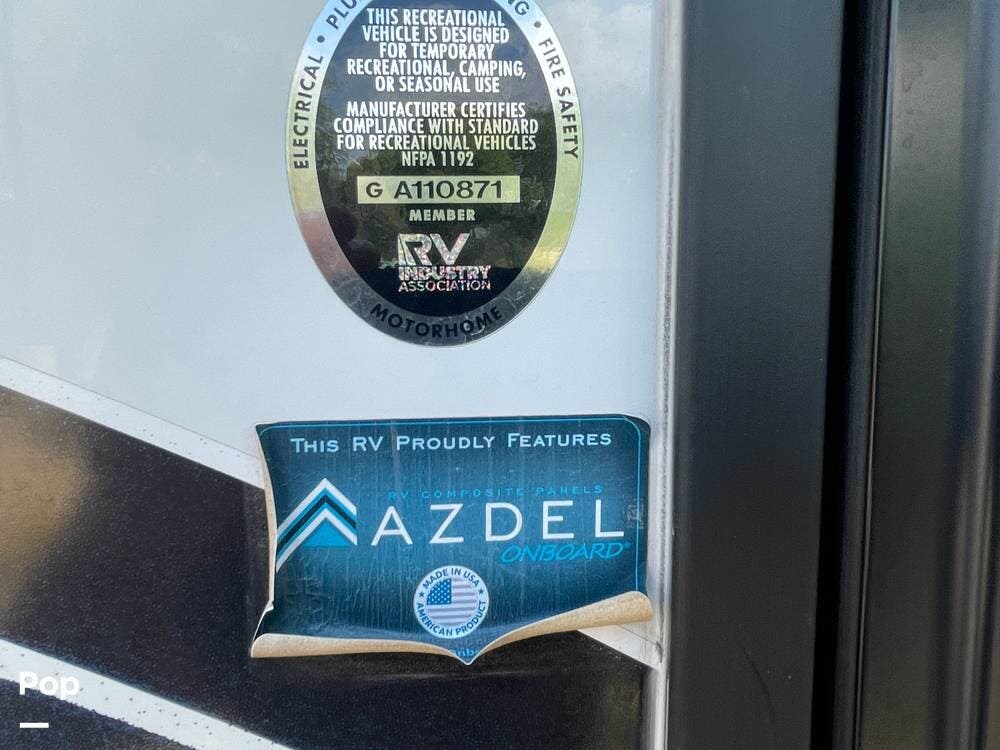 ELECTRICAL •
• FIRE SAFETY
THIS RECREATIONAL
VEHICLE IS DESIGNED
FOR TEMPORARY
RECREATIONAL, CAMPING,
OR SEASONAL USE
MANUFACTURER CERTIFIES
COMPLIANCE WITH STANDARD
FOR RECREATIONAL VEHICLES
NFPA 1192
G A110871
MEMBER
RV
INDUSTRY
ASSOCIATION
MOTORHOME
THIS RV PROUDLY FEATURES
RV COMPOSITE PANELS
AZDEL
ONBOARD®
MADE IN USA
AMERICAN PRODUCT
Pop